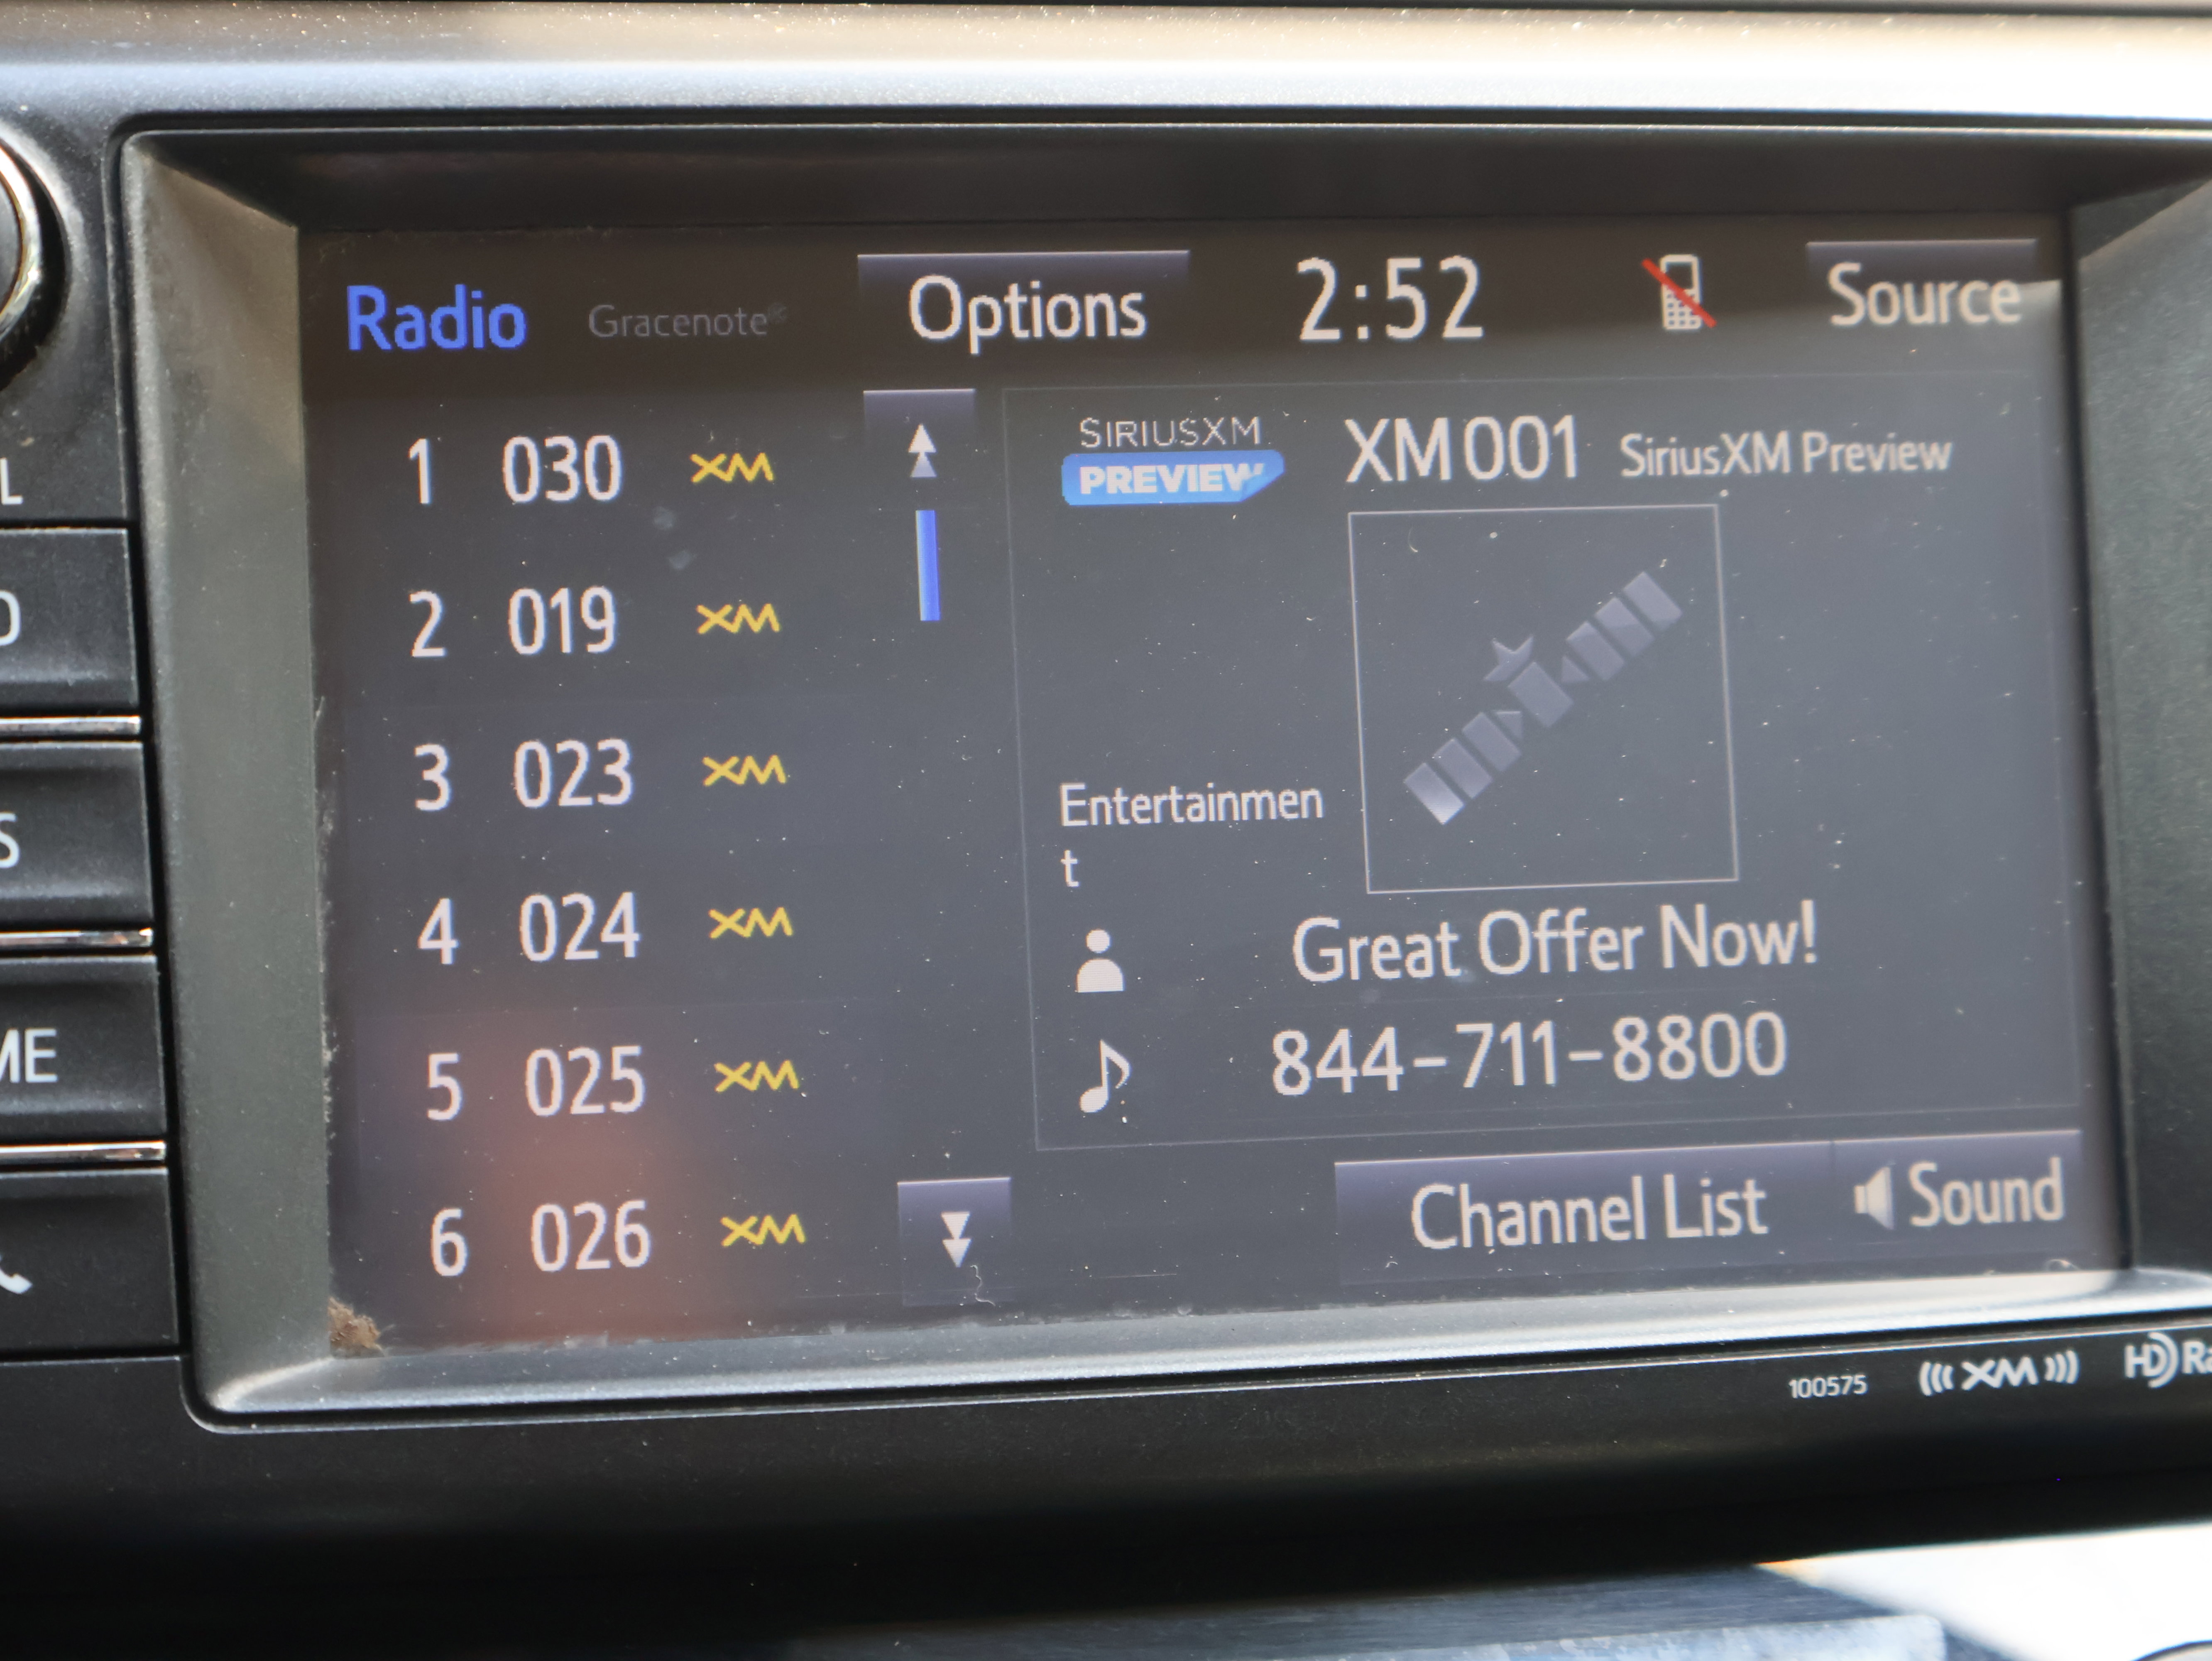 Radio Gracenote® Options 2:52 Source
1 030 XM
2 019 XM
3 023 XM
4 024 XM
5 025 XM
6 026 XM
SIRIUSXM
PREVIEW
XM001 SiriusXM Preview
Entertainmen
t
Great Offer Now!
844-711-8800
Channel List Sound
L
S
ME
100575 ((( XM ))) HD Ra